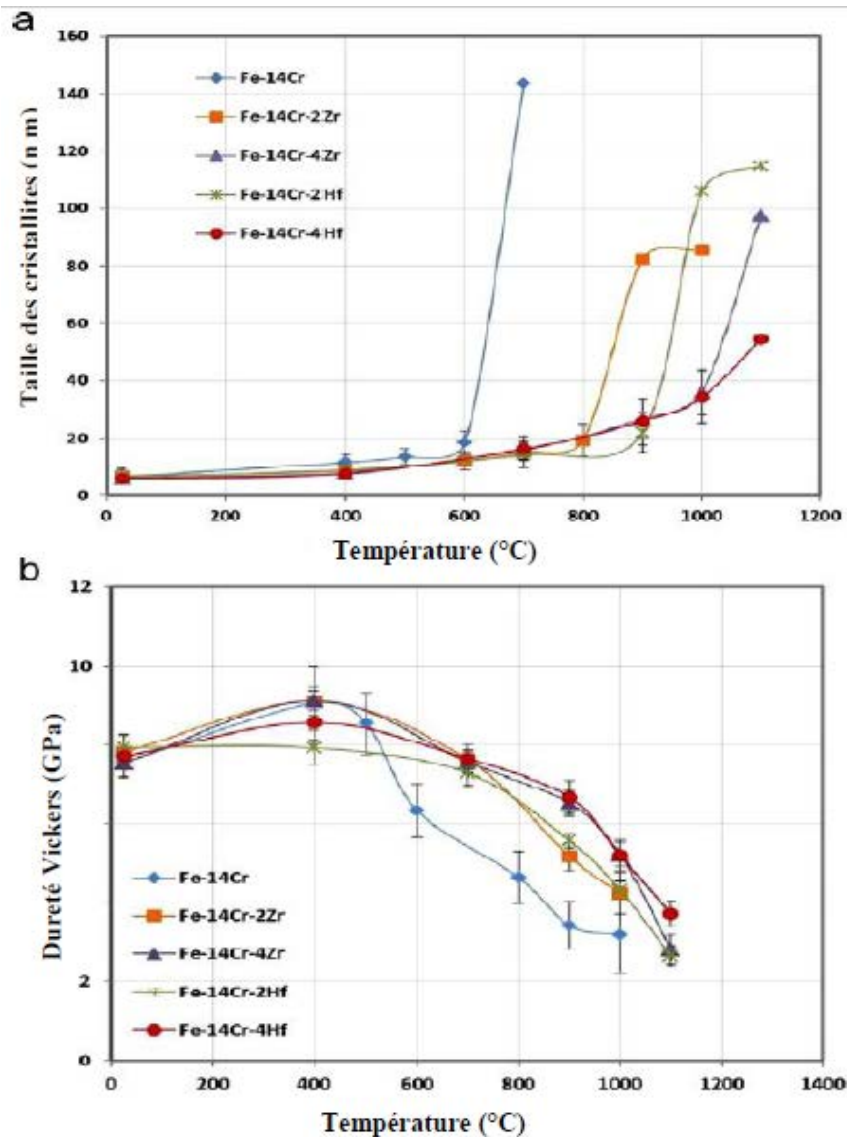 a
160
140
120
100
80
60
40
20
0
Taille des cristallites (n m)
Fe-14Cr
Fe-14Cr-2Zr
Fe-14Cr-4Zr
Fe-14Cr-2Hf
Fe-14Cr-4Hf
0 200 400 600 800 1000 1200
Température (°C)
b
12
10
2
0
Dureté Vickers (GPa)
Fe-14Cr
Fe-14Cr-2Zr
Fe-14Cr-4Zr
Fe-14Cr-2Hf
Fe-14Cr-4Hf
0 200 400 600 800 1000 1200 1400
Température (°C)